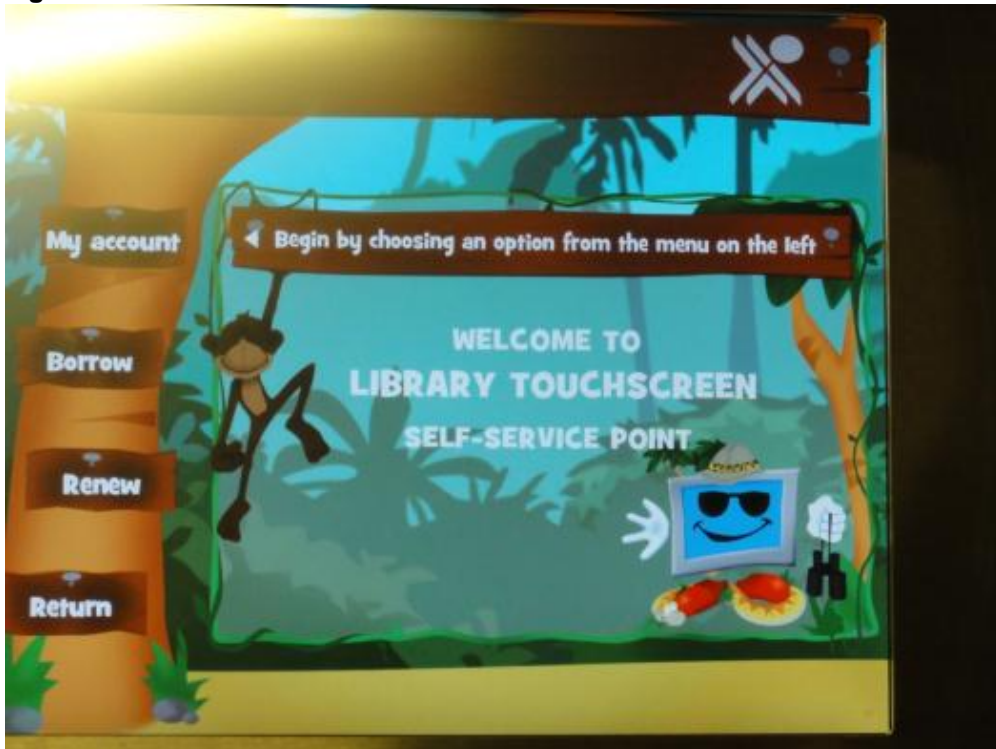 My account
Borrow
Renew
Return
Begin by choosing an option from the menu on the left
WELCOME TO
LIBRARY TOUCHSCREEN
SELF-SERVICE POINT